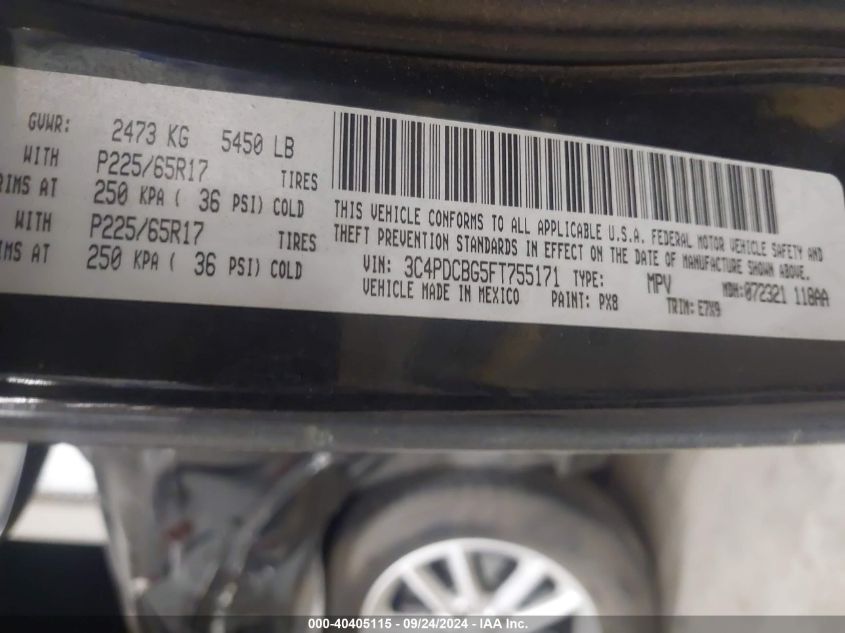 GVWR: 2473 KG 5450 LB
WITH P225/65R17 TIRES
RIMS AT 250 KPA ( 36 PSI) COLD
WITH P225/65R17 TIRES
RIMS AT 250 KPA ( 36 PSI) COLD
THIS VEHICLE CONFORMS TO ALL APPLICABLE U.S.A. FEDERAL MOTOR VEHICLE SAFETY AND
THEFT PREVENTION STANDARDS IN EFFECT ON THE DATE OF MANUFACTURE SHOWN ABOVE.
VIN: 3C4PDCBG5FT755171 TYPE: MPV MDH: 072321 118AA
VEHICLE MADE IN MEXICO PAINT: PX8 TRIM: E7X9
000-40405115 - 09/24/2024 - IAA Inc.